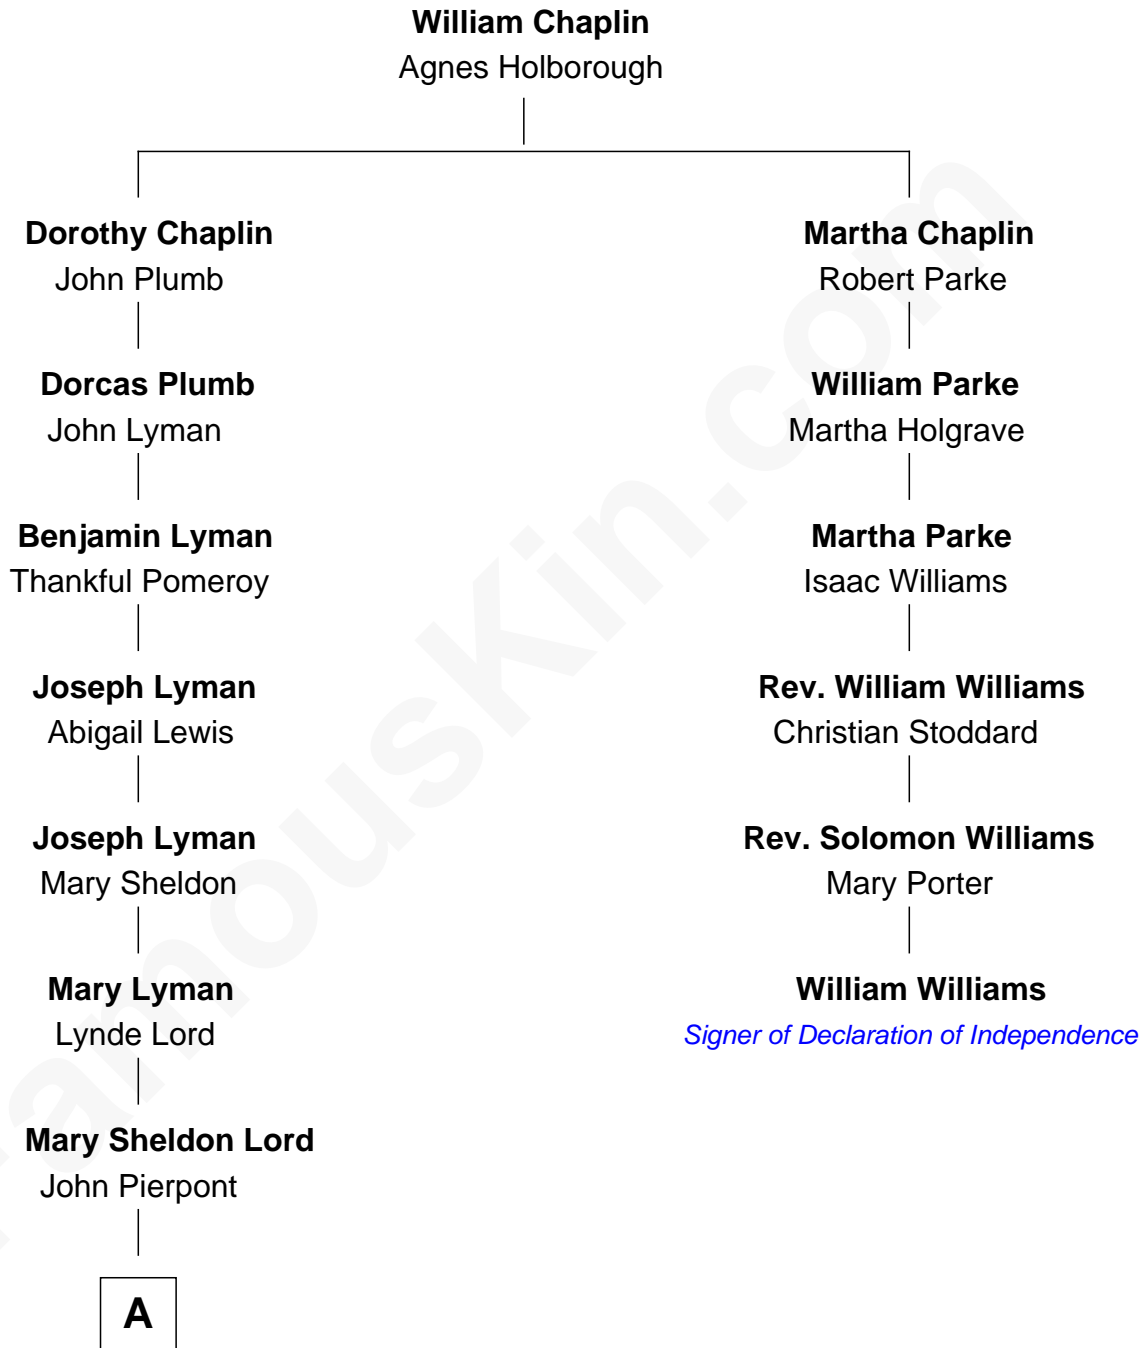 William Chaplin
Agnes Holborough
Dorothy Chaplin
John Plumb
Martha Chaplin
Robert Parke
Dorcas Plumb
John Lyman
William Parke
Martha Holgrave
Benjamin Lyman
Thankful Pomeroy
Martha Parke
Isaac Williams
Joseph Lyman
Abigail Lewis
Rev. William Williams
Christian Stoddard
Joseph Lyman
Mary Sheldon
Rev. Solomon Williams
Mary Porter
Mary Lyman
Lynde Lord
William Williams
Signer of Declaration of Independence
Mary Sheldon Lord
John Pierpont
A
FamousKin.com